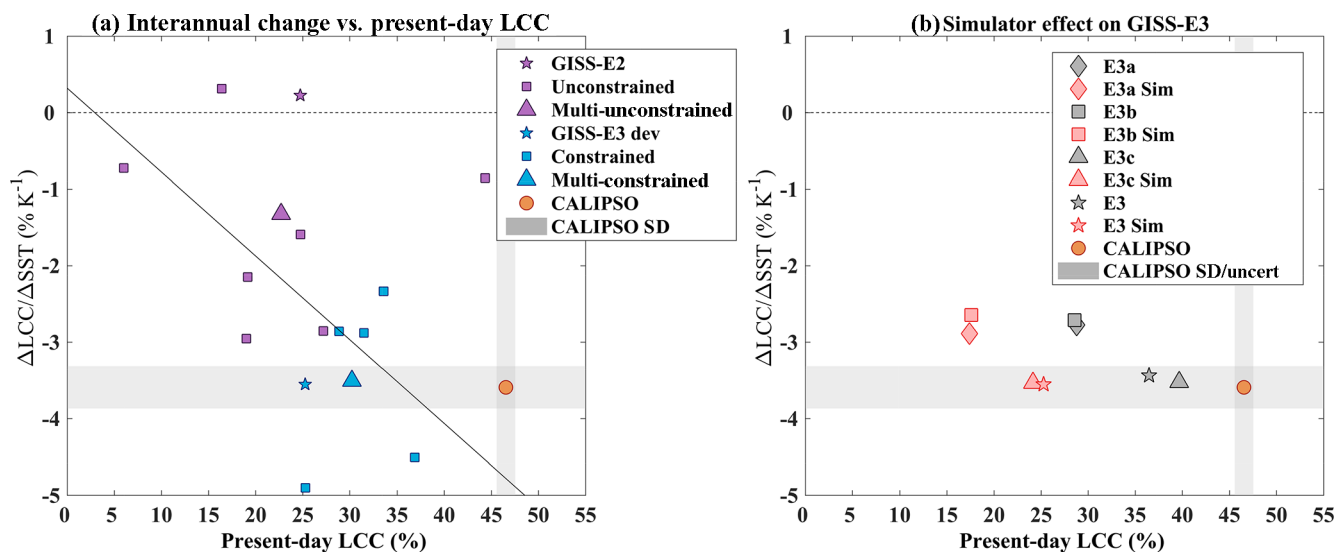 (a) Interannual change vs. present-day LCC
1
0
-1
-2
-3
-4
-5
ΔLCC/ΔSST (% K⁻¹)
GISS-E2
Unconstrained
Multi-unconstrained
GISS-E3 dev
Constrained
Multi-constrained
CALIPSO
CALIPSO SD
0 5 10 15 20 25 30 35 40 45 50 55
Present-day LCC (%)
(b) Simulator effect on GISS-E3
1
0
-1
-2
-3
-4
-5
ΔLCC/ΔSST (% K⁻¹)
E3a
E3a Sim
E3b
E3b Sim
E3c
E3c Sim
E3
E3 Sim
CALIPSO
CALIPSO SD/uncert
0 5 10 15 20 25 30 35 40 45 50 55
Present-day LCC (%)